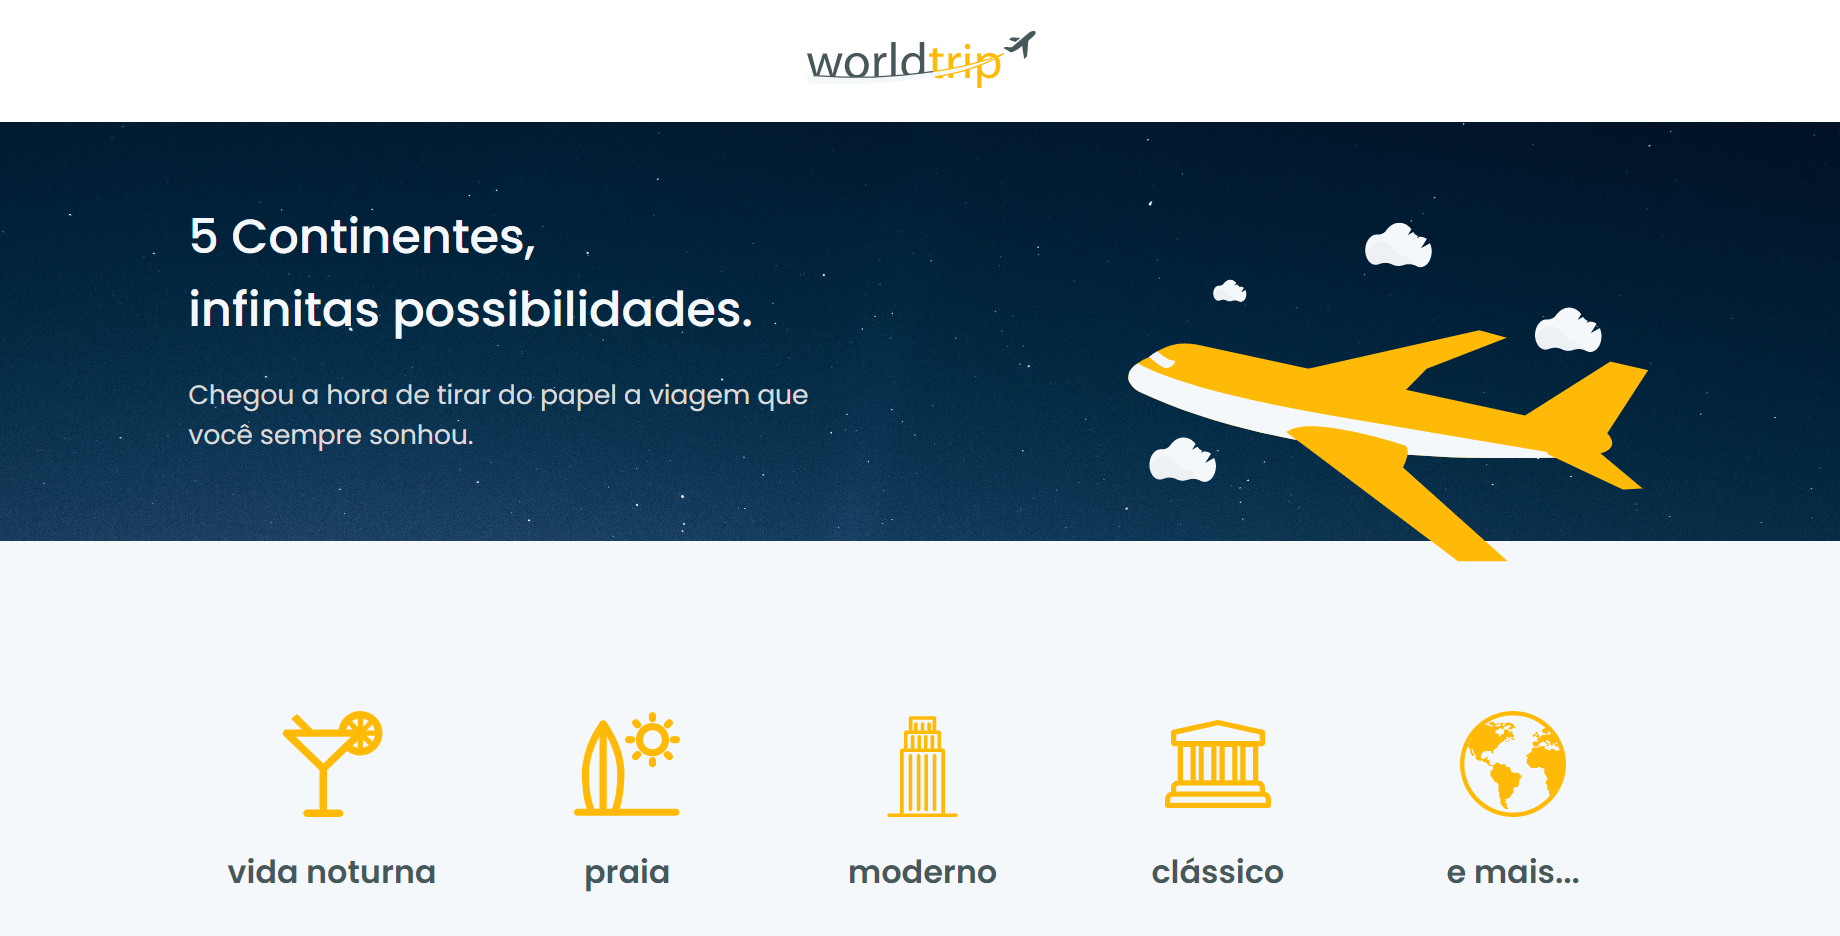 worldtrip
5 Continentes,
infinitas possibilidades.
Chegou a hora de tirar do papel a viagem que
você sempre sonhou.
vida noturna
praia
moderno
clássico
e mais...